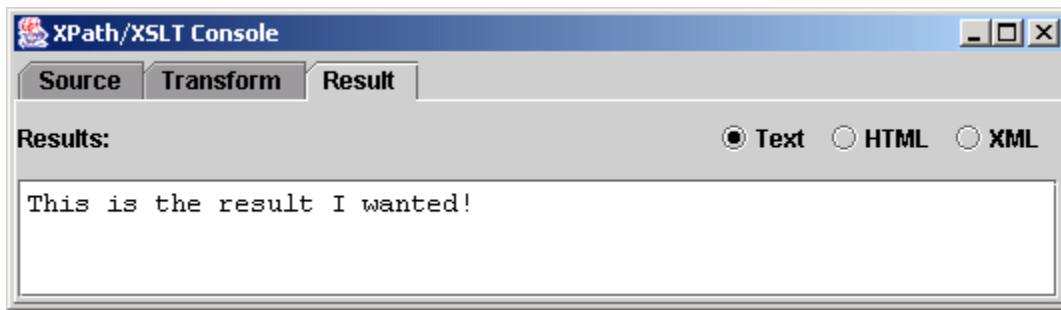 XPath/XSLT Console
Source Transform Result
Results: Text HTML XML
This is the result I wanted!